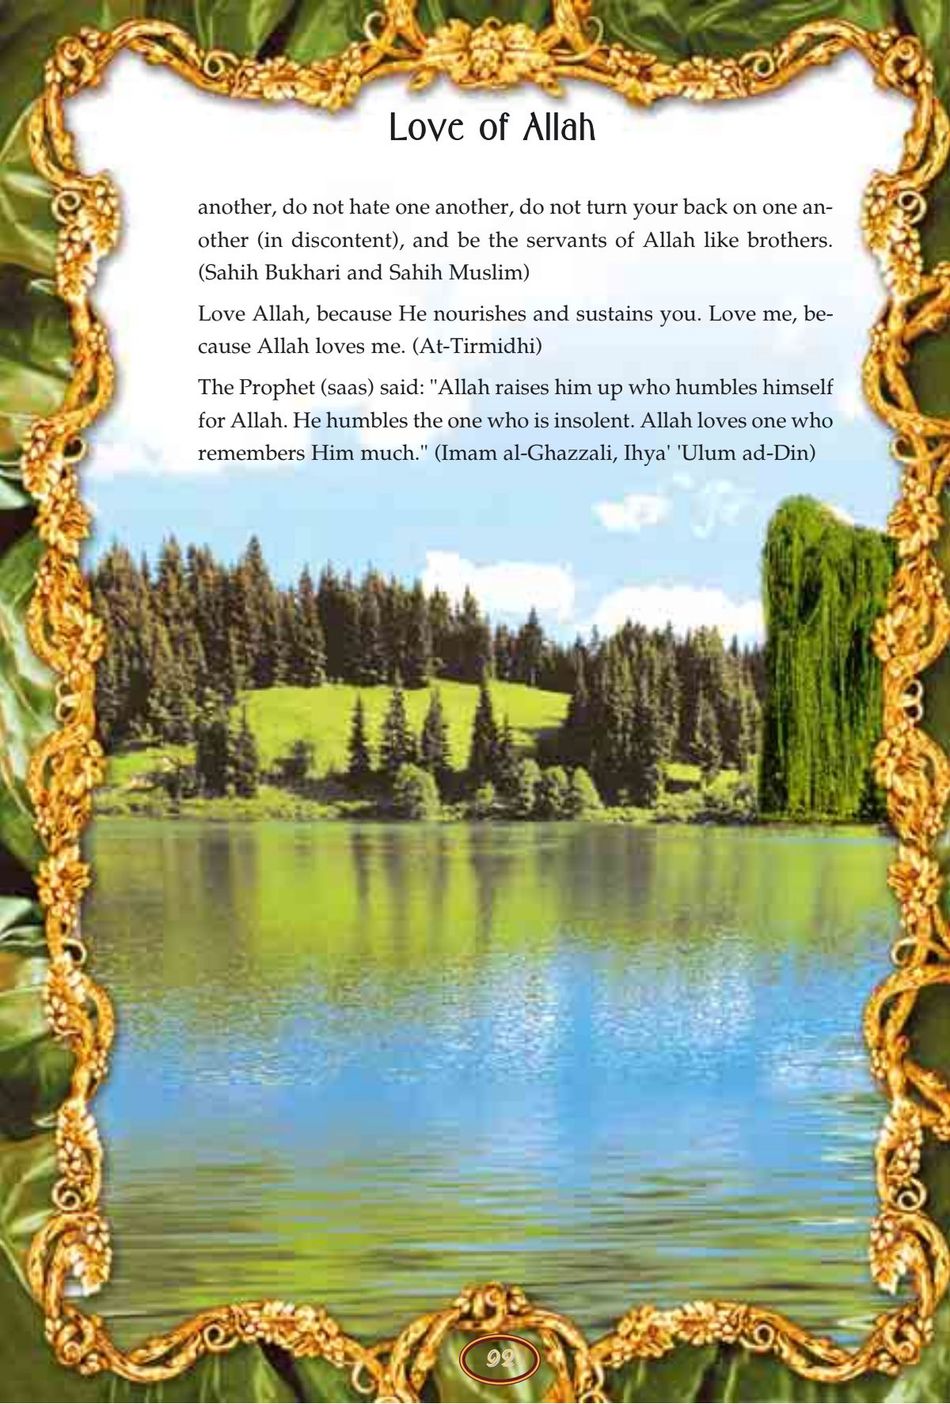 Love of Allah
another, do not hate one another, do not turn your back on one an-
other (in discontent), and be the servants of Allah like brothers.
(Sahih Bukhari and Sahih Muslim)
Love Allah, because He nourishes and sustains you. Love me, be-
cause Allah loves me. (At-Tirmidhi)
The Prophet (saas) said: "Allah raises him up who humbles himself
for Allah. He humbles the one who is insolent. Allah loves one who
remembers Him much." (Imam al-Ghazzali, Ihya' 'Ulum ad-Din)
92